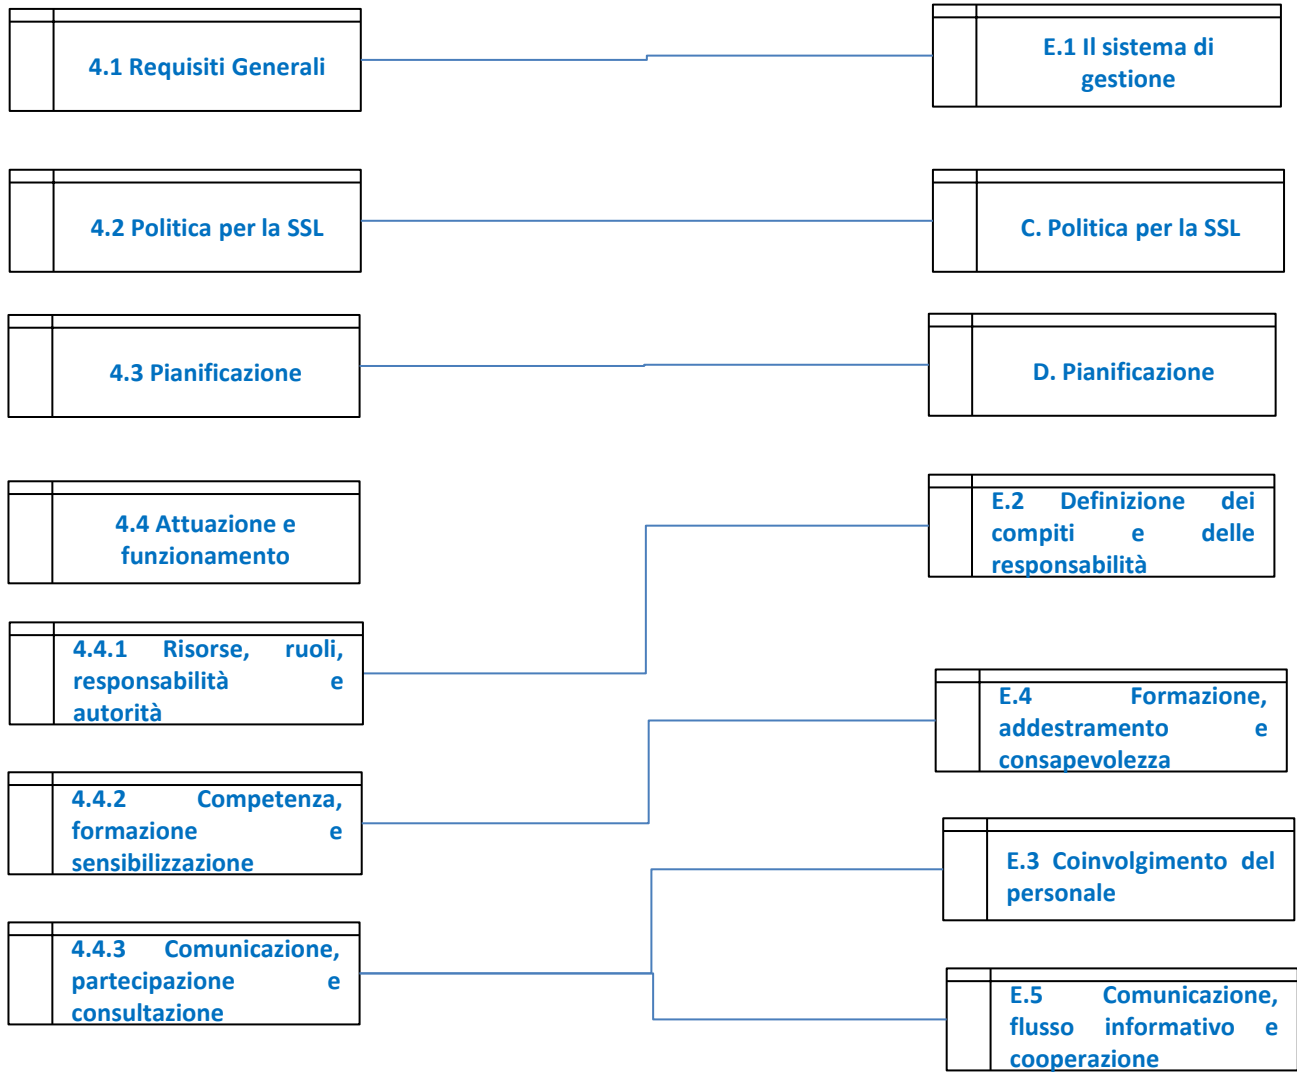 4.1 Requisiti Generali
E.1 Il sistema di
gestione
4.2 Politica per la SSL
C. Politica per la SSL
4.3 Pianificazione
D. Pianificazione
4.4 Attuazione e
funzionamento
E.2 Definizione dei
compiti e delle
responsabilità
4.4.1 Risorse, ruoli,
responsabilità e
autorità
E.4 Formazione,
addestramento e
consapevolezza
4.4.2 Competenza,
formazione e
sensibilizzazione
E.3 Coinvolgimento del
personale
4.4.3 Comunicazione,
partecipazione e
consultazione
E.5 Comunicazione,
flusso informativo e
cooperazione